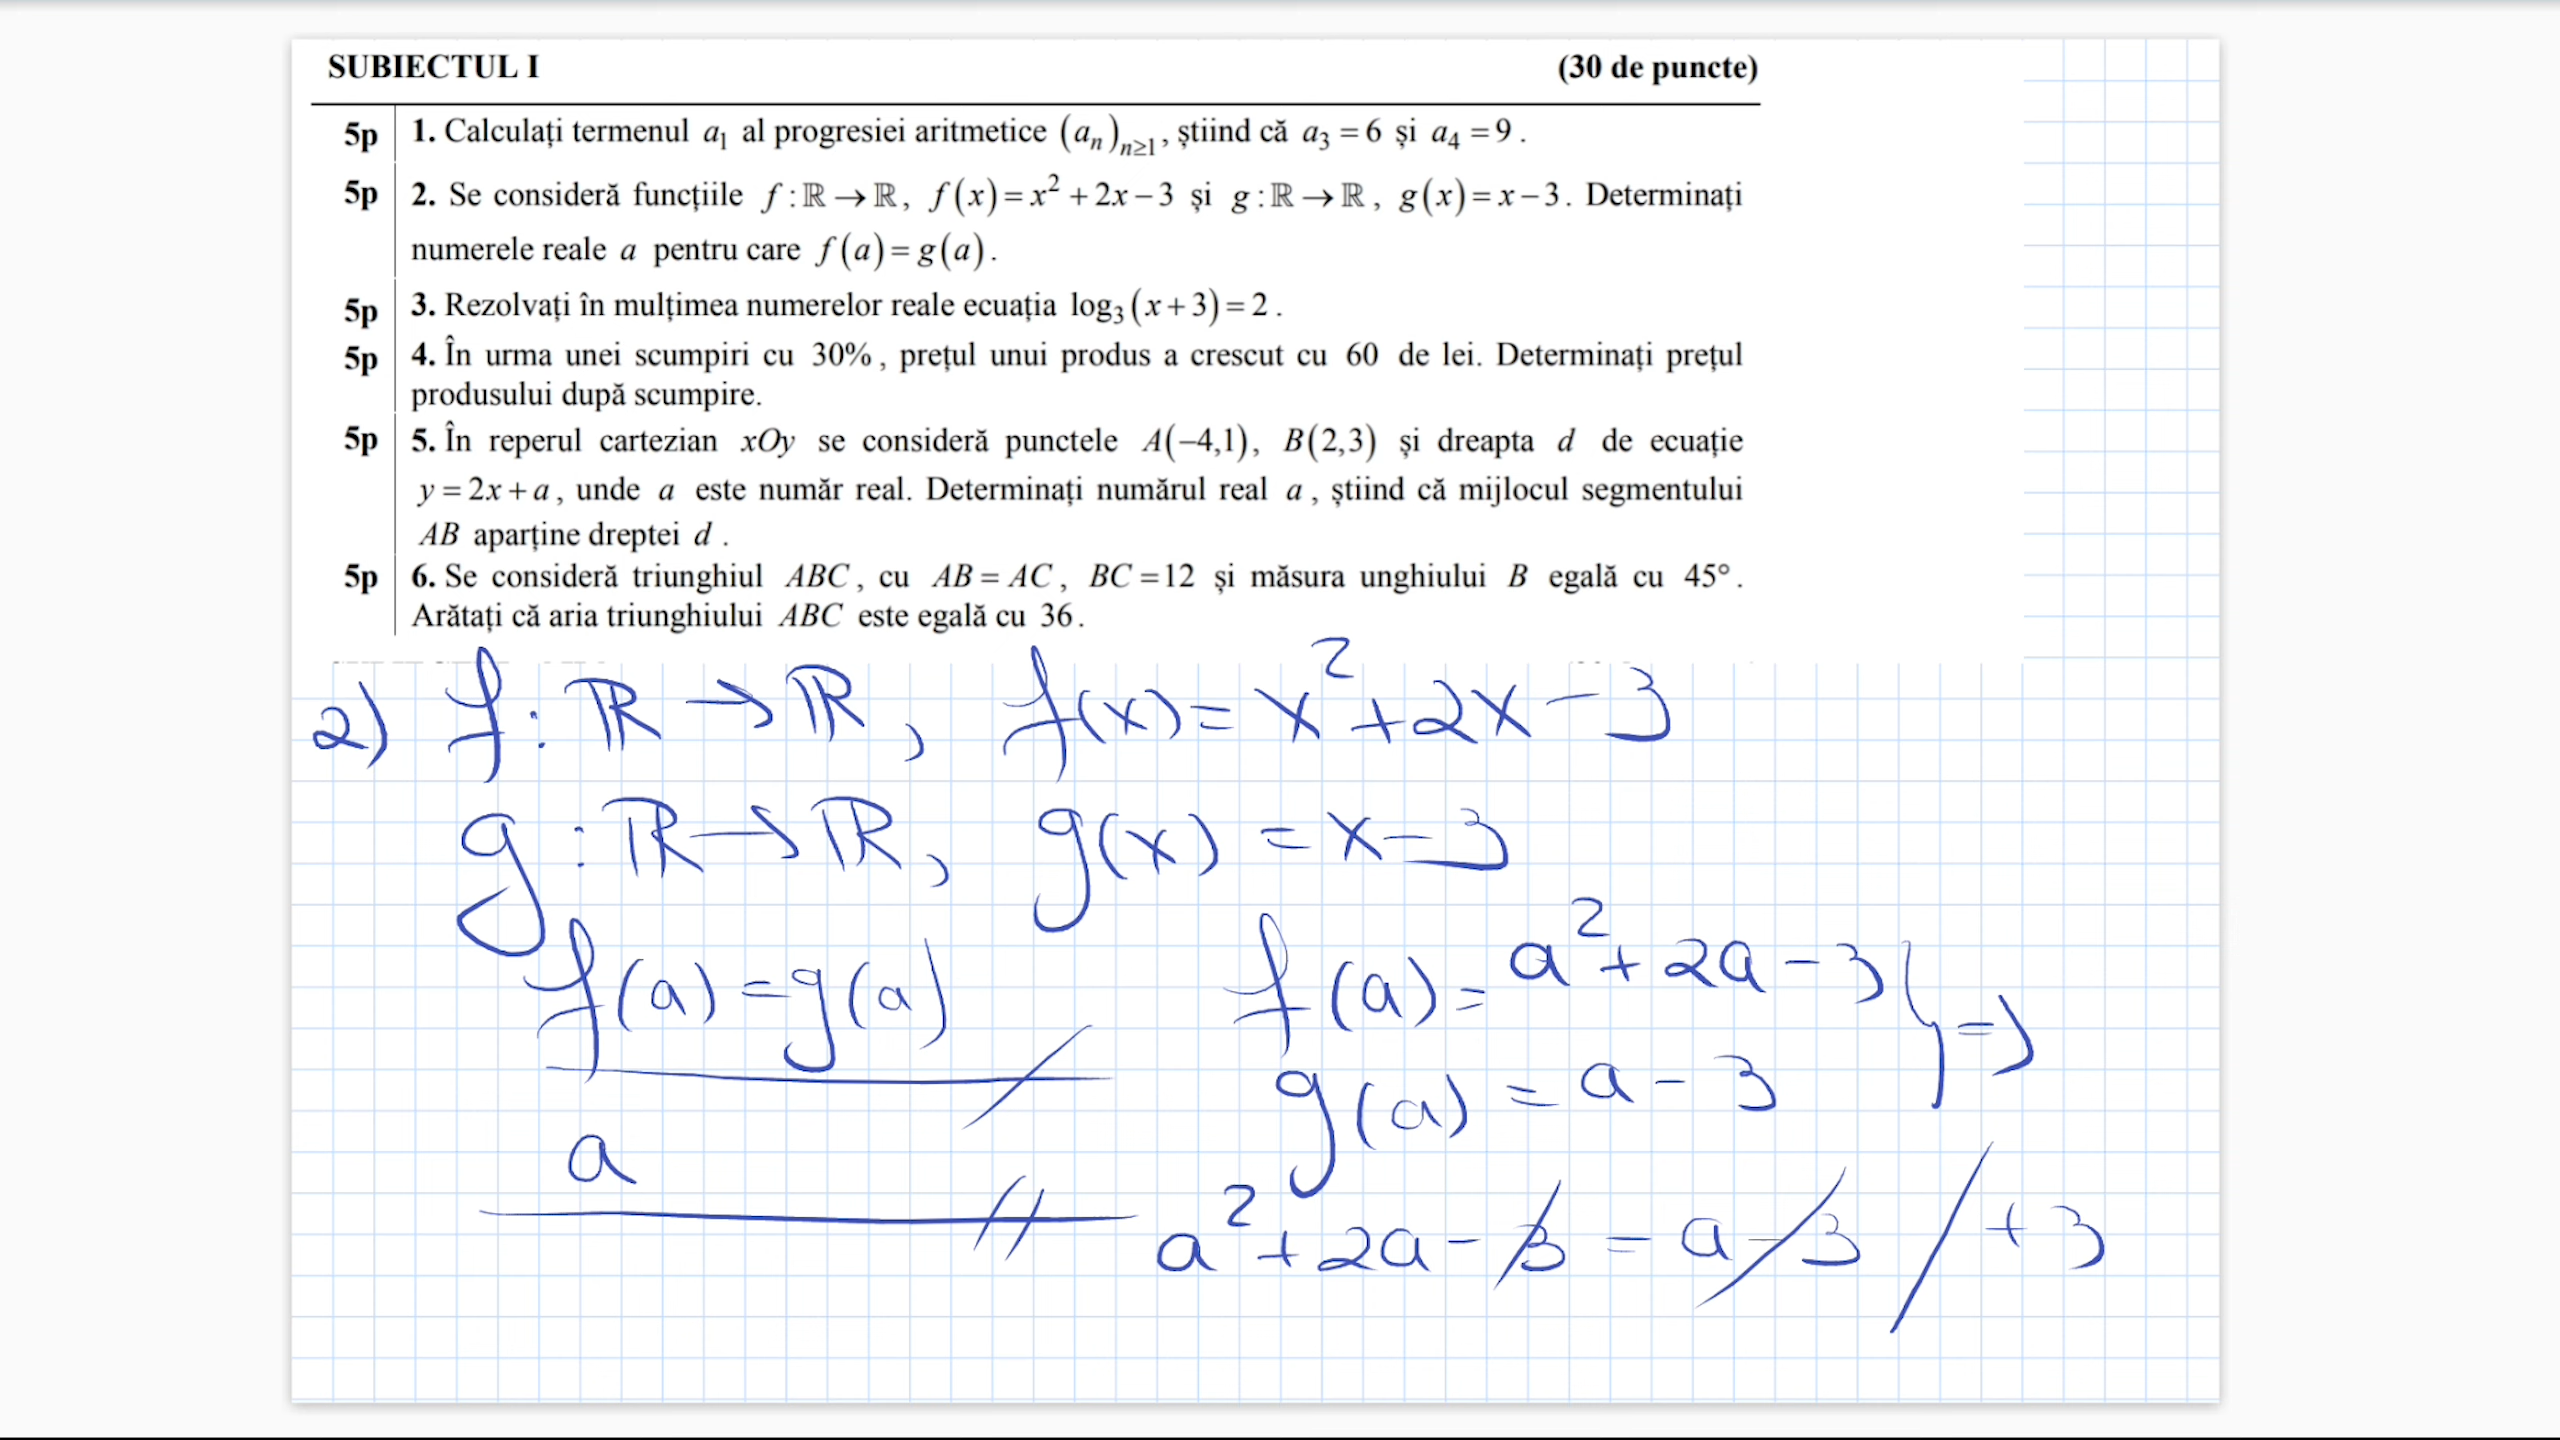 SUBIECTUL I (30 de puncte)
5p 1. Calculați termenul a₁ al progresiei aritmetice (aₙ)ₙ≥₁, știind că a₃ = 6 și a₄ = 9.
5p 2. Se consideră funcțiile f : ℝ → ℝ, f(x) = x² + 2x − 3 și g : ℝ → ℝ, g(x) = x − 3. Determinați
numerele reale a pentru care f(a) = g(a).
5p 3. Rezolvați în mulțimea numerelor reale ecuația log₃(x + 3) = 2.
5p 4. În urma unei scumpiri cu 30%, prețul unui produs a crescut cu 60 de lei. Determinați prețul
produsului după scumpire.
5p 5. În reperul cartezian xOy se consideră punctele A(−4,1), B(2,3) și dreapta d de ecuație
y = 2x + a, unde a este număr real. Determinați numărul real a, știind că mijlocul segmentului
AB aparține dreptei d.
5p 6. Se consideră triunghiul ABC, cu AB = AC, BC = 12 și măsura unghiului B egală cu 45°.
Arătați că aria triunghiului ABC este egală cu 36.
2) f : ℝ → ℝ, f(x) = x² + 2x − 3
g : ℝ → ℝ, g(x) = x − 3
f(a) = g(a) f(a) = a² + 2a − 3 } =>
a g(a) = a − 3
a² + 2a − 3 = a − 3 / + 3